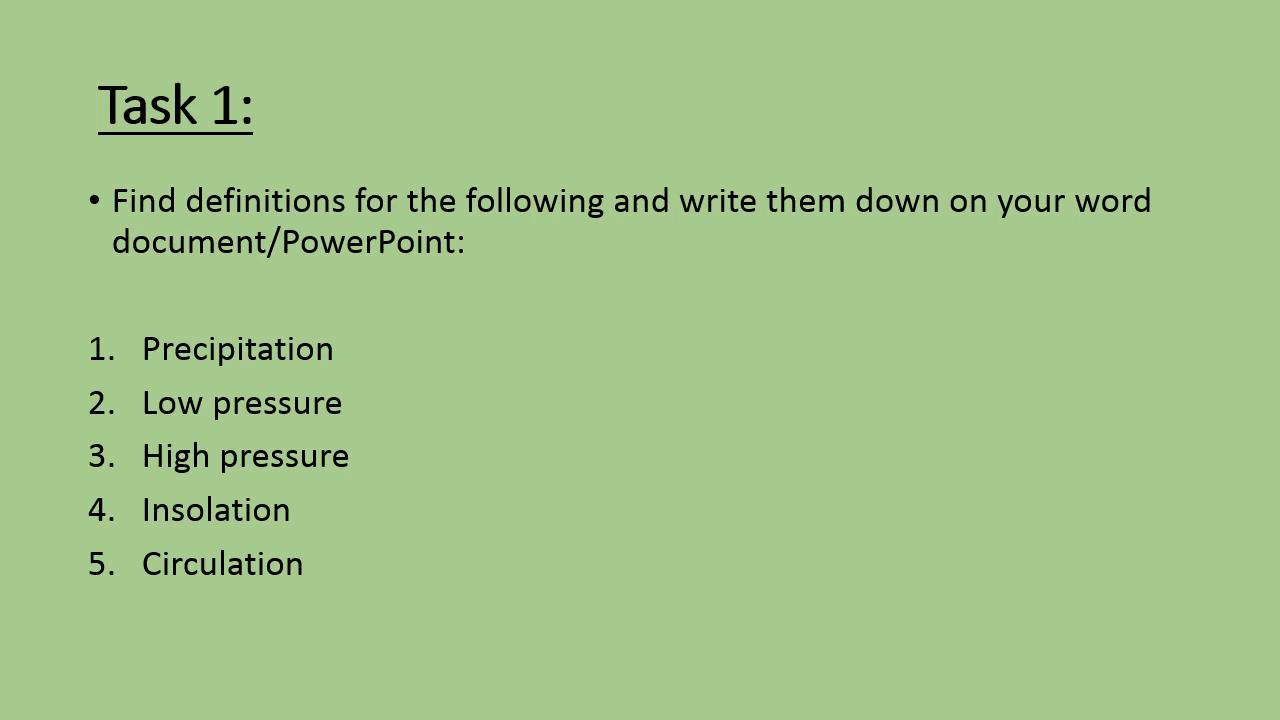 Task 1:
• Find definitions for the following and write them down on your word
document/PowerPoint:
1. Precipitation
2. Low pressure
3. High pressure
4. Insolation
5. Circulation